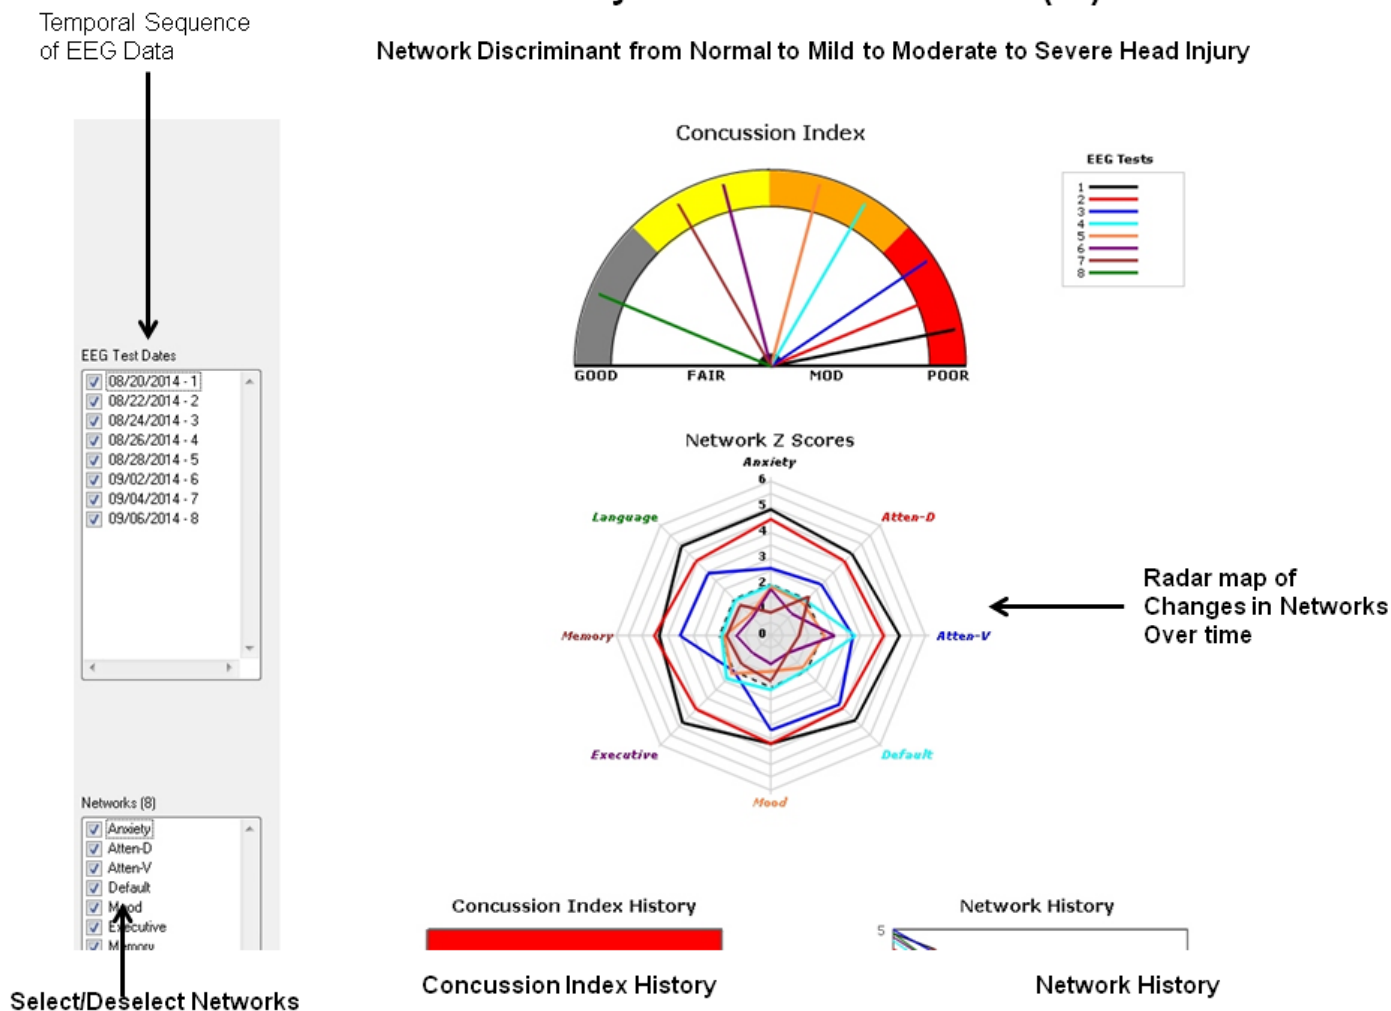 Temporal Sequence
of EEG Data
Network Discriminant from Normal to Mild to Moderate to Severe Head Injury
Concussion Index
EEG Tests
1
2
3
4
5
6
7
8
GOOD FAIR MOD POOR
EEG Test Dates
08/20/2014 - 1
08/22/2014 - 2
08/24/2014 - 3
08/26/2014 - 4
08/28/2014 - 5
09/02/2014 - 6
09/04/2014 - 7
09/06/2014 - 8
Network Z Scores
Anxiety
6
5
4
3
2
1
0
Language
Atten-D
Memory
Atten-V
Executive
Default
Mood
Radar map of
Changes in Networks
Over time
Networks (8)
Anxiety
Atten-D
Atten-V
Default
Mood
Executive
Memory
Select/Deselect Networks
Concussion Index History
Network History
5
Concussion Index History
Network History